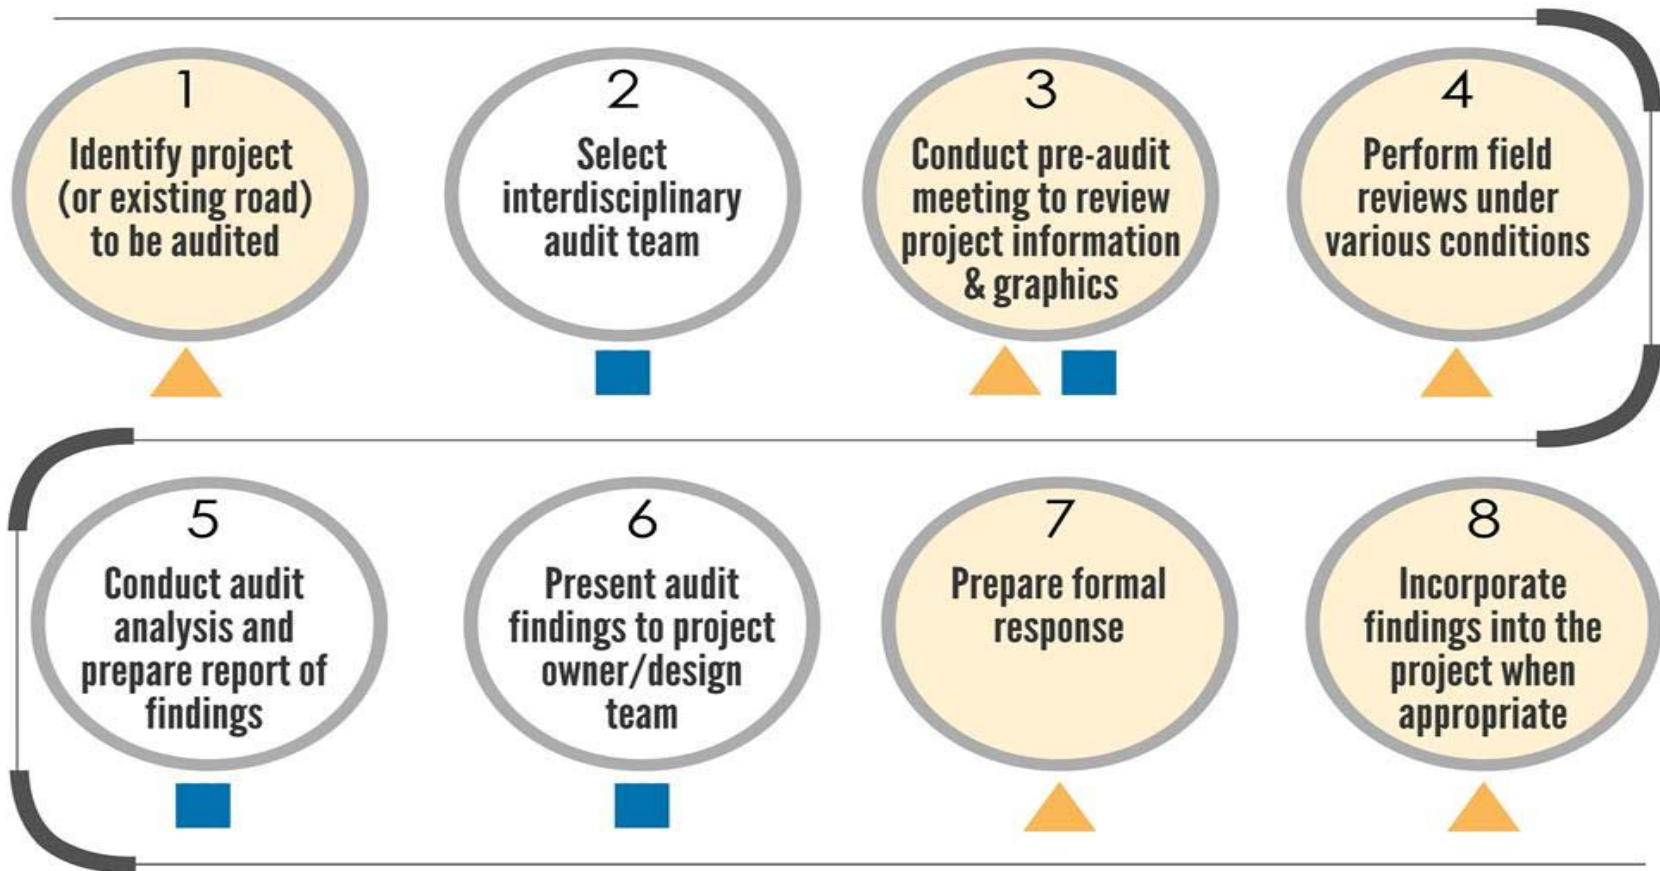 1
Identify project
(or existing road)
to be audited
2
Select
interdisciplinary
audit team
3
Conduct pre-audit
meeting to review
project information
& graphics
4
Perform field
reviews under
various conditions
5
Conduct audit
analysis and
prepare report of
findings
6
Present audit
findings to project
owner/design
team
7
Prepare formal
response
8
Incorporate
findings into the
project when
appropriate